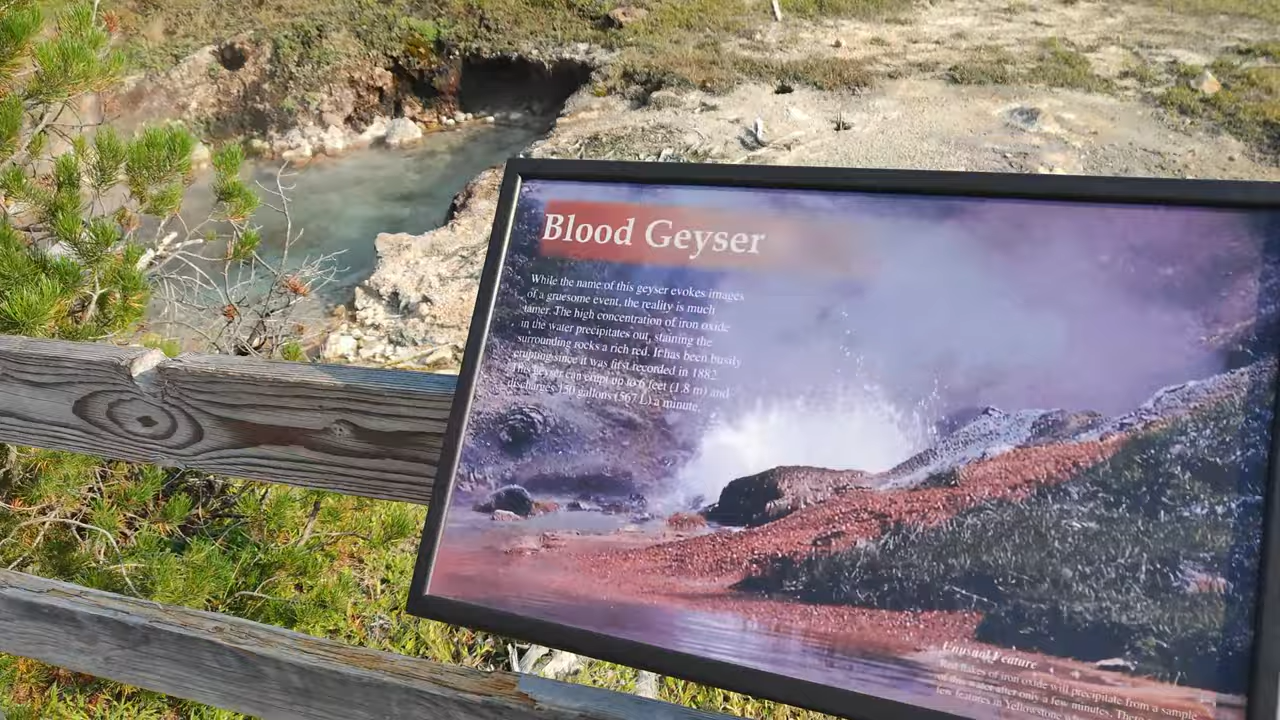 Blood Geyser
While the name of this geyser evokes images
of a gruesome event, the reality is much
tamer. The high concentration of iron oxide
in the water precipitates out, staining the
surrounding rocks a rich red. It has been busily
erupting since it was first recorded in 1882.
This geyser can erupt up to 6 feet (1.8 m) and
discharges 150 gallons (567 L) a minute.
Unusual Feature
Red flakes of iron oxide will precipitate from a sample
of this water after only a few minutes.
few features in Yellowstone